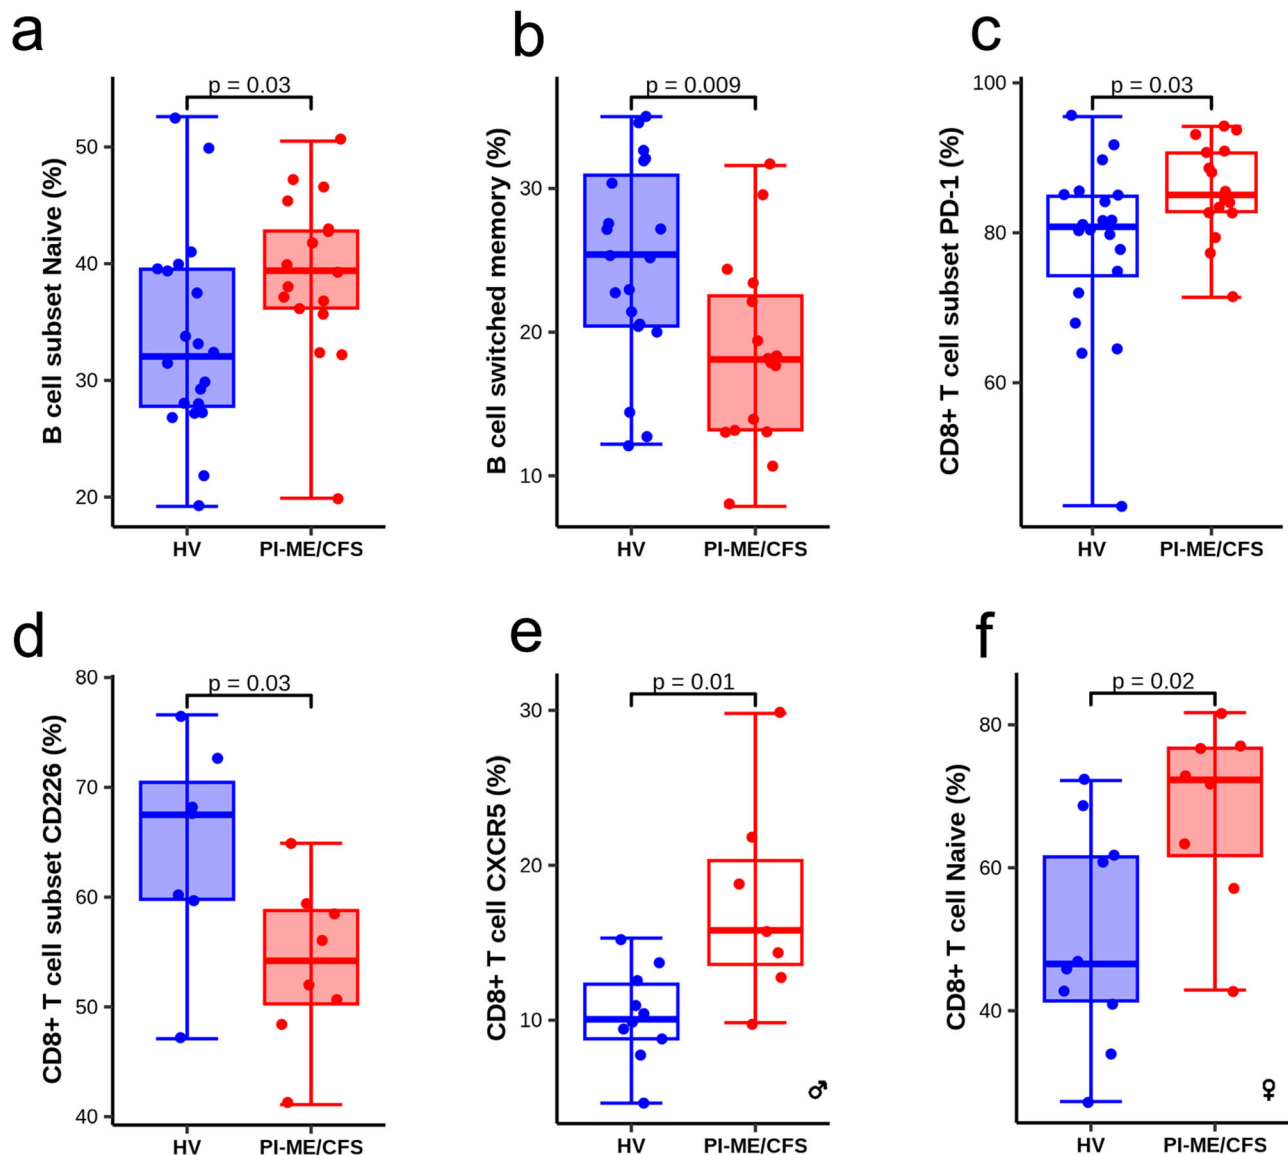 a
p = 0.03
B cell subset Naive (%)
50
40
30
20
HV
PI-ME/CFS
b
p = 0.009
B cell switched memory (%)
30
20
10
HV
PI-ME/CFS
c
p = 0.03
CD8+ T cell subset PD-1 (%)
100
80
60
HV
PI-ME/CFS
d
p = 0.03
CD8+ T cell subset CD226 (%)
80
70
60
50
40
HV
PI-ME/CFS
e
p = 0.01
CD8+ T cell CXCR5 (%)
30
20
10
♂
HV
PI-ME/CFS
f
p = 0.02
CD8+ T cell Naive (%)
80
60
40
♀
HV
PI-ME/CFS